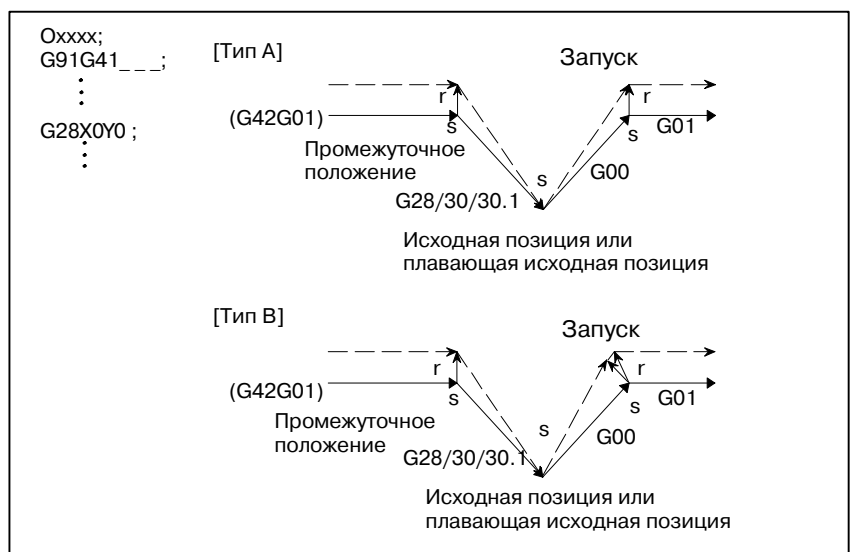 Oxxxx;
G91G41_ _ _;
G28X0Y0 ;
[Тип A]
Запуск
r
r
(G42G01)
s
s
G01
Промежуточное
положение
s
G00
G28/30/30.1
Исходная позиция или
плавающая исходная позиция
[Тип B]
Запуск
r
r
(G42G01)
s
s
G01
Промежуточное
положение
s
G00
G28/30/30.1
Исходная позиция или
плавающая исходная позиция